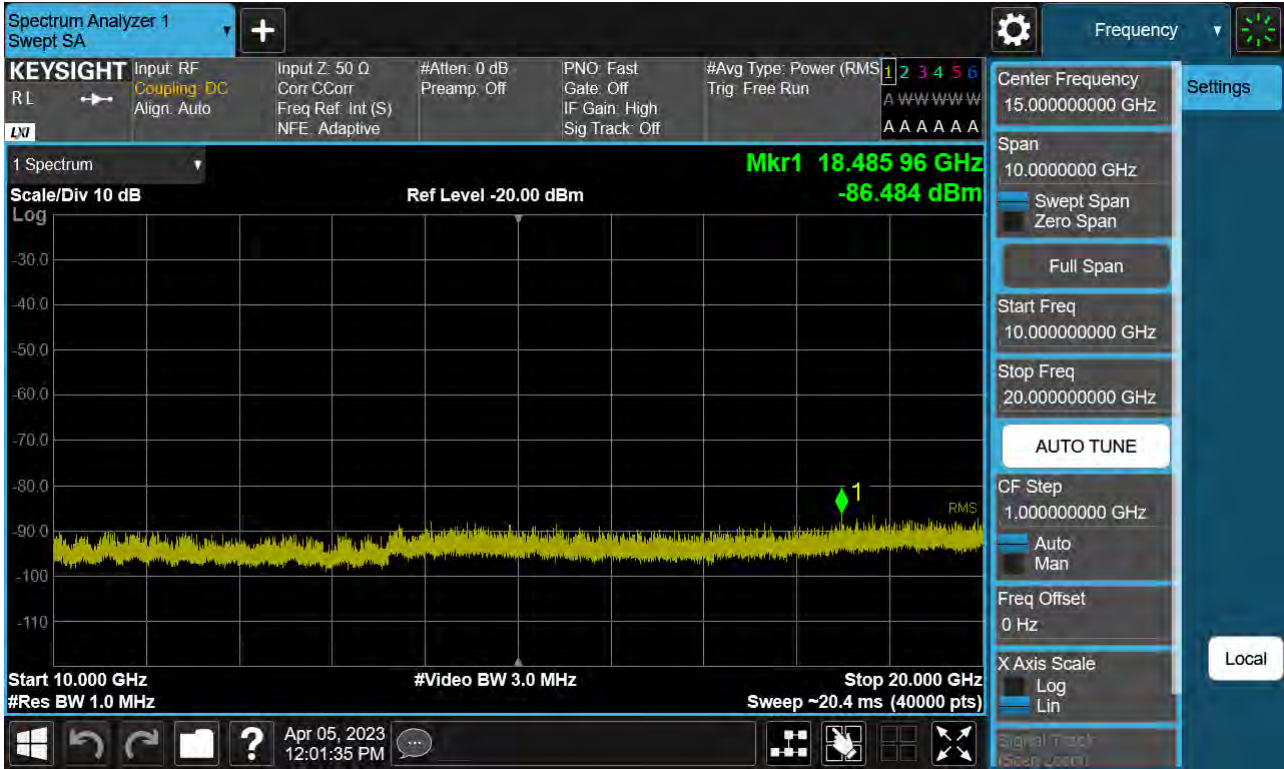 Spectrum Analyzer 1
Swept SA
+
Frequency
KEYSIGHT
R L
LXI
Input: RF
Coupling: DC
Align: Auto
Input Z: 50 Ω
Corr CCorr
Freq Ref: Int (S)
NFE: Adaptive
#Atten: 0 dB
Preamp: Off
PNO: Fast
Gate: Off
IF Gain: High
Sig Track: Off
#Avg Type: Power (RMS
Trig: Free Run
1 2 3 4 5 6
A W W W W W
A A A A A A
1 Spectrum
Scale/Div 10 dB
Log
Ref Level -20.00 dBm
Mkr1 18.485 96 GHz
-86.484 dBm
-30.0
-40.0
-50.0
-60.0
-70.0
-80.0
-90.0
-100
-110
1
RMS
Start 10.000 GHz
#Res BW 1.0 MHz
#Video BW 3.0 MHz
Stop 20.000 GHz
Sweep ~20.4 ms (40000 pts)
Center Frequency
15.000000000 GHz
Span
10.0000000 GHz
Swept Span
Zero Span
Full Span
Start Freq
10.000000000 GHz
Stop Freq
20.000000000 GHz
AUTO TUNE
CF Step
1.000000000 GHz
Auto
Man
Freq Offset
0 Hz
X Axis Scale
Log
Lin
Signal Track
(Span Zoom)
Settings
Local
?
Apr 05, 2023
12:01:35 PM